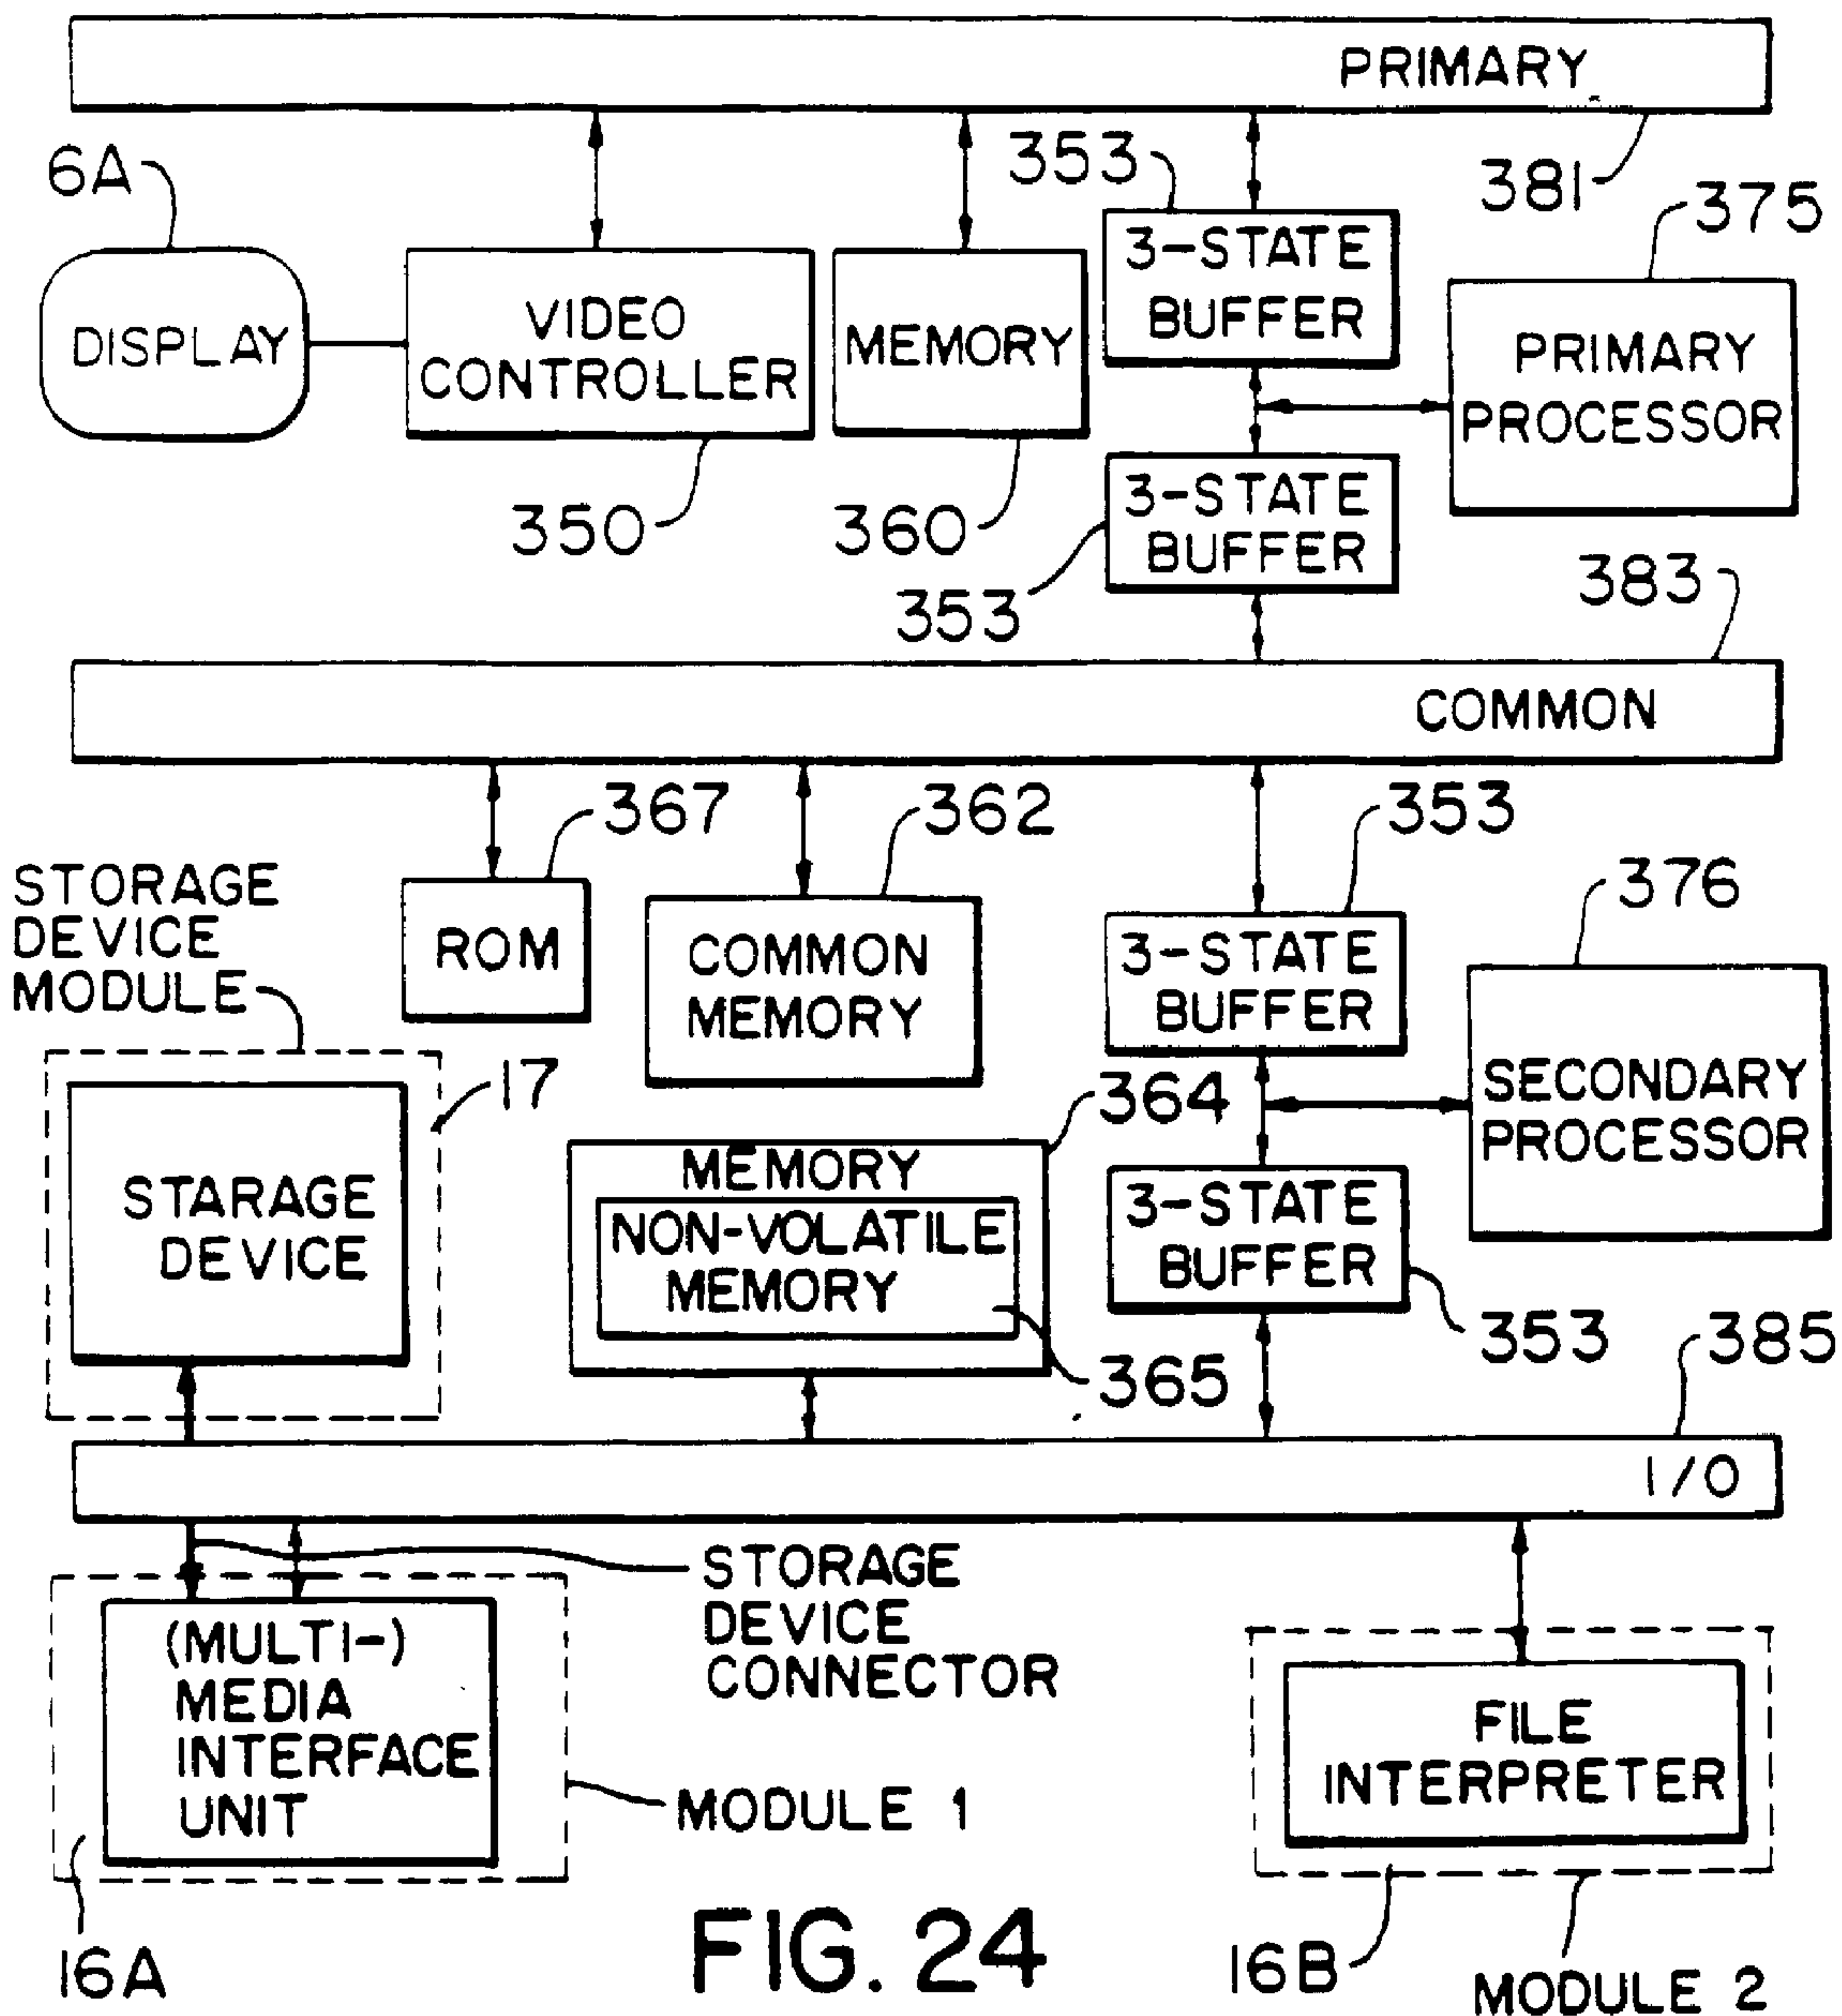 PRIMARY
381
6A
353
375
DISPLAY
VIDEO
CONTROLLER
MEMORY
3-STATE
BUFFER
PRIMARY
PROCESSOR
350
360
3-STATE
BUFFER
353
383
COMMON
367
362
353
STORAGE
DEVICE
MODULE
ROM
COMMON
MEMORY
3-STATE
BUFFER
376
17
364
SECONDARY
PROCESSOR
STARAGE
DEVICE
MEMORY
NON-VOLATILE
MEMORY
3-STATE
BUFFER
365
353
385
I/O
STORAGE
DEVICE
CONNECTOR
(MULTI-)
MEDIA
INTERFACE
UNIT
MODULE 1
FILE
INTERPRETER
16A
FIG. 24
16B
MODULE 2